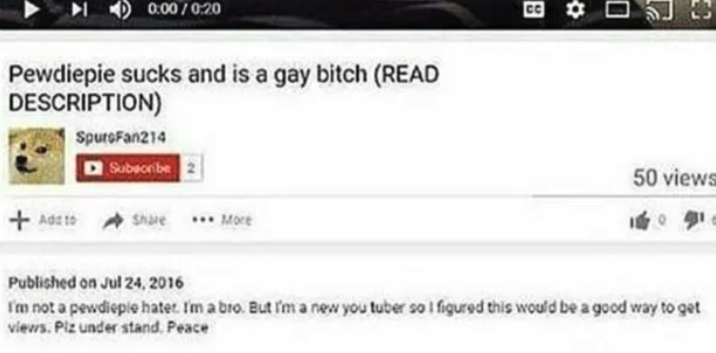 0:00 / 0:20
CC
Pewdiepie sucks and is a gay bitch (READ
DESCRIPTION)
SpursFan214
Subscribe 2
50 views
Add to Share ••• More
0
Published on Jul 24, 2016
I'm not a pewdiepie hater. I'm a bro. But I'm a new you tuber so I figured this would be a good way to get
views. Plz under stand. Peace